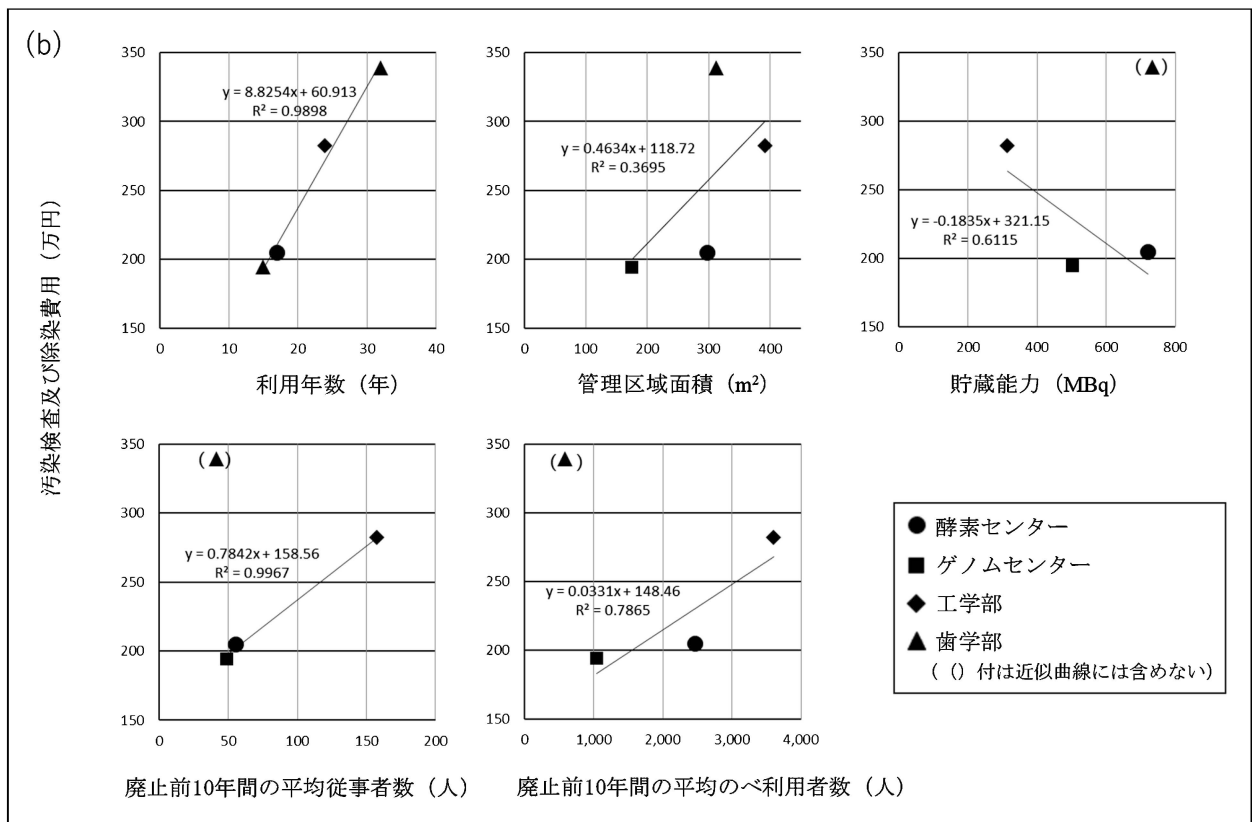 (b)
汚染検査及び除染費用（万円）
350
300
250
200
150
y = 8.8254x + 60.913
R² = 0.9898
0 10 20 30 40
利用年数（年）
350
300
250
200
150
y = 0.4634x + 118.72
R² = 0.3695
0 100 200 300 400
管理区域面積（m²）
350
300
250
200
150
( )
y = -0.1835x + 321.15
R² = 0.6115
0 200 400 600 800
貯蔵能力（MBq）
350
300
250
200
150
( )
y = 0.7842x + 158.56
R² = 0.9967
0 50 100 150 200
廃止前10年間の平均従事者数（人）
350
300
250
200
150
( )
y = 0.0331x + 148.46
R² = 0.7865
0 1,000 2,000 3,000 4,000
廃止前10年間の平均のべ利用者数（人）
酵素センター
ゲノムセンター
工学部
歯学部
（（）付は近似曲線には含めない）